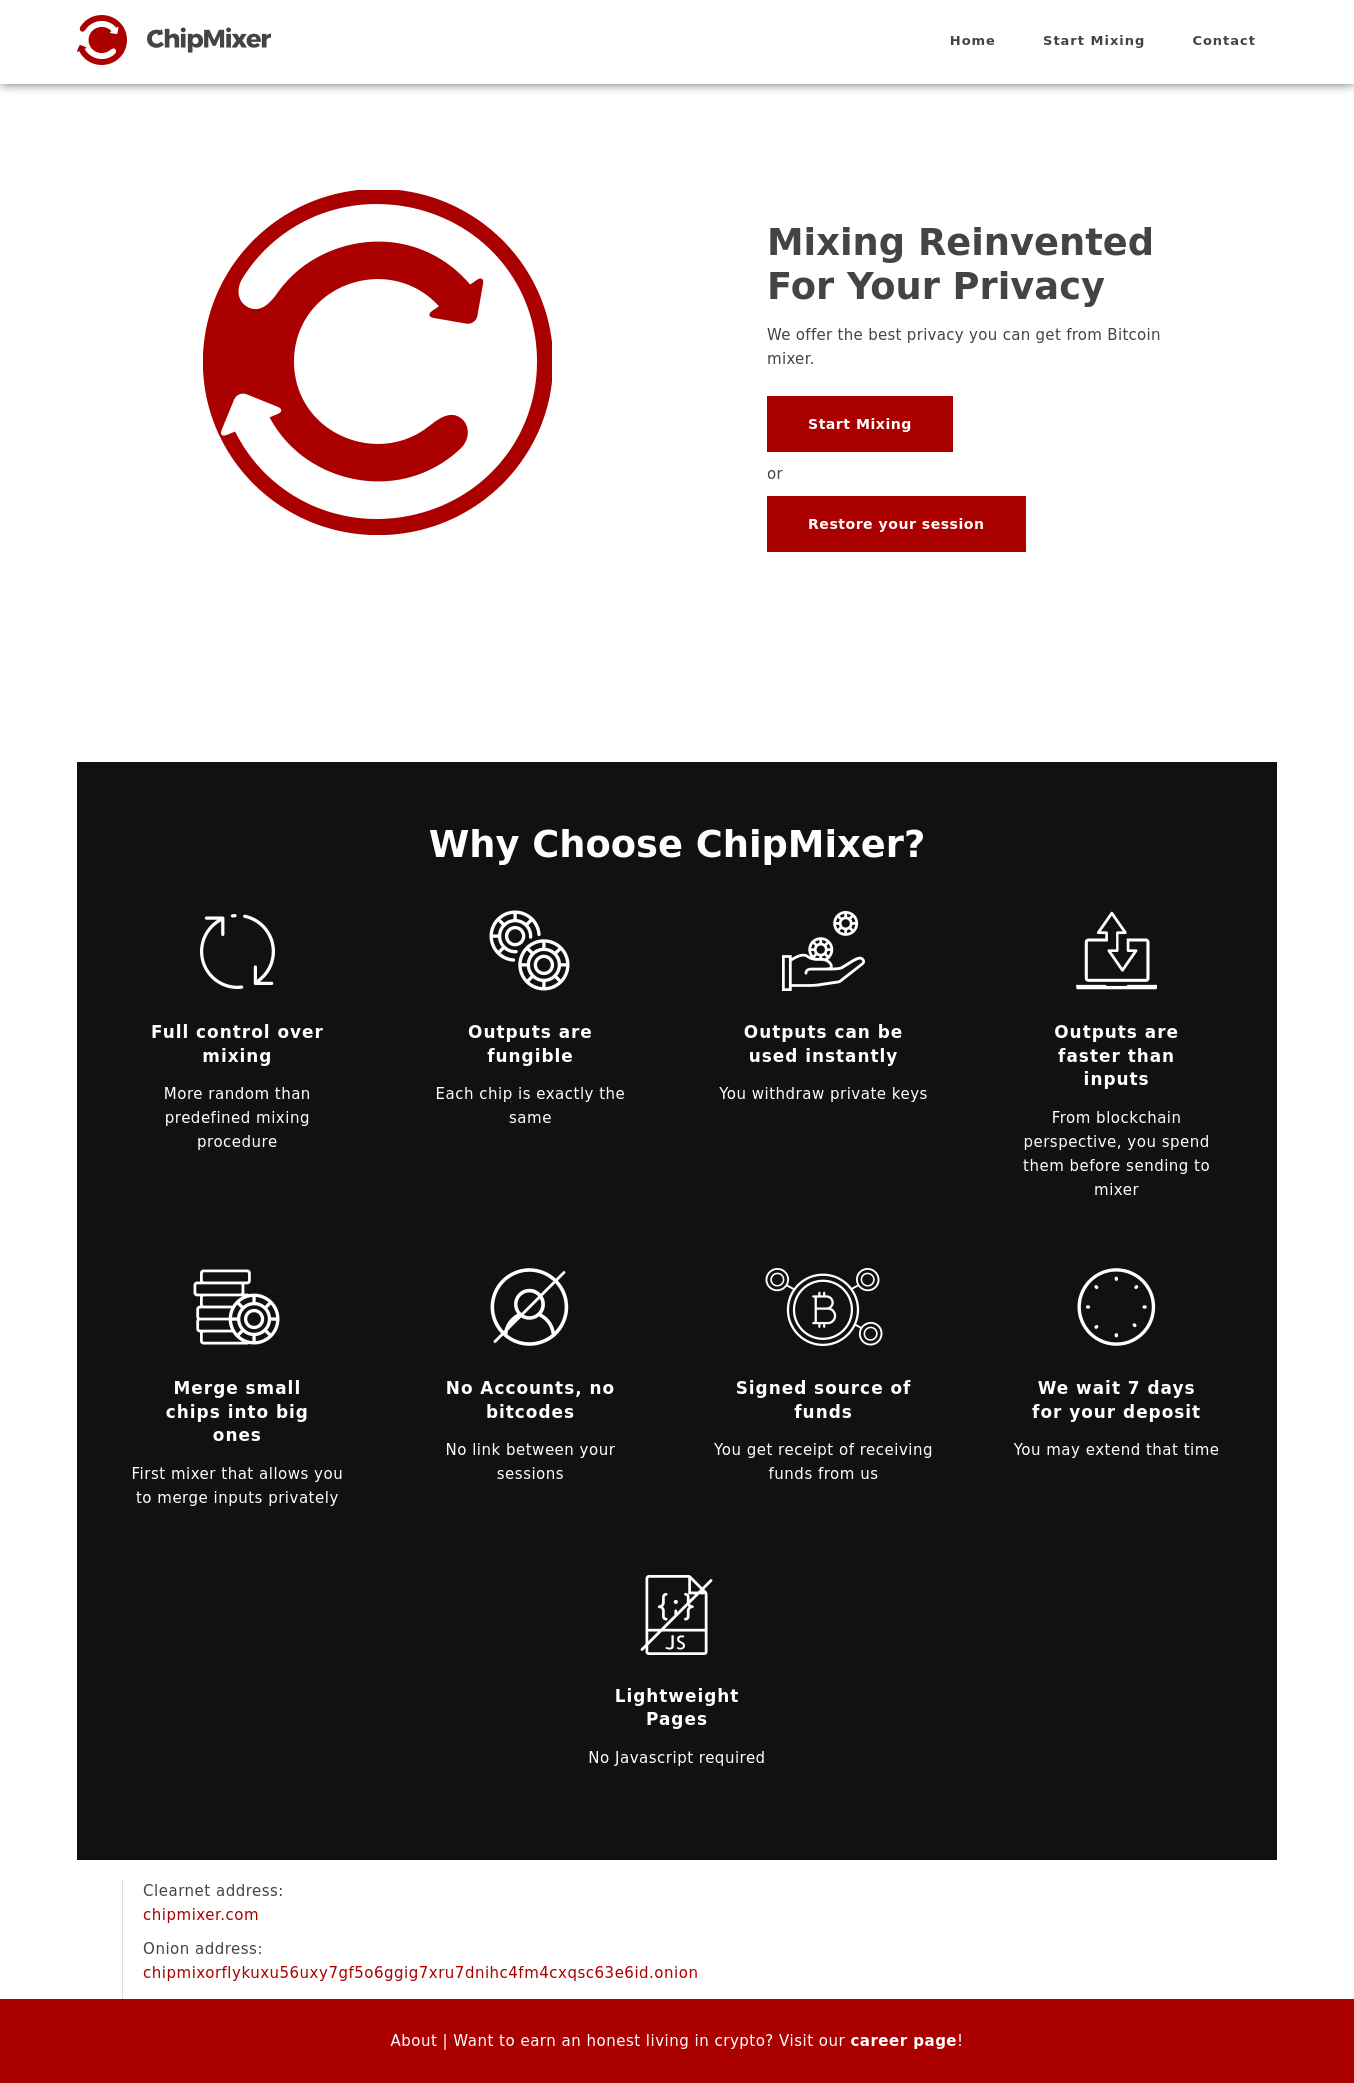 ChipMixer
Home
Start Mixing
Contact
Mixing Reinvented
For Your Privacy
We offer the best privacy you can get from Bitcoin
mixer.
Start Mixing
or
Restore your session
Why Choose ChipMixer?
Full control over
mixing
More random than
predefined mixing
procedure
Outputs are
fungible
Each chip is exactly the
same
Outputs can be
used instantly
You withdraw private keys
Outputs are
faster than
inputs
From blockchain
perspective, you spend
them before sending to
mixer
Merge small
chips into big
ones
First mixer that allows you
to merge inputs privately
No Accounts, no
bitcodes
No link between your
sessions
Signed source of
funds
You get receipt of receiving
funds from us
We wait 7 days
for your deposit
You may extend that time
{;}
JS
Lightweight
Pages
No Javascript required
Clearnet address:
chipmixer.com
Onion address:
chipmixorflykuxu56uxy7gf5o6ggig7xru7dnihc4fm4cxqsc63e6id.onion
About | Want to earn an honest living in crypto? Visit our career page!